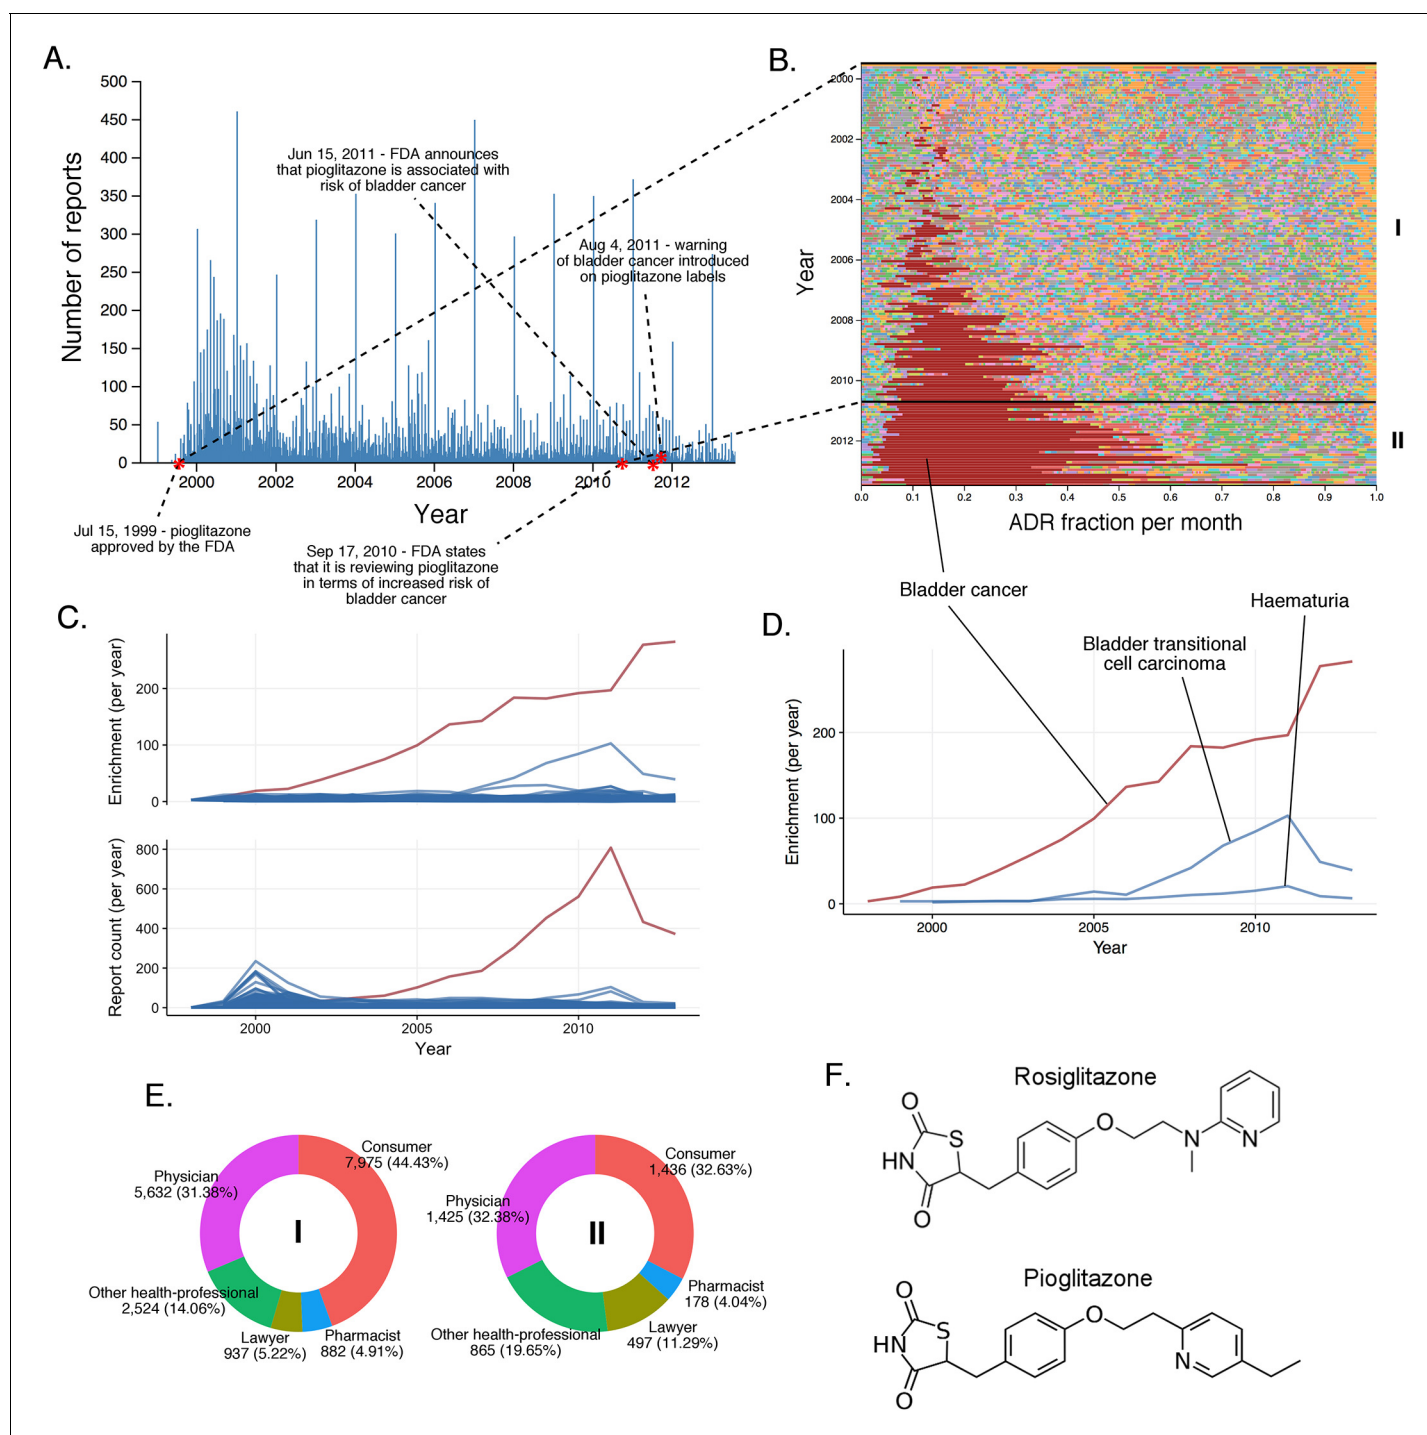 A.
500
450
400
350
300
250
200
150
100
50
0
Number of reports
2000
2002
2004
2006
2008
2010
2012
Year
Jun 15, 2011 - FDA announces
that pioglitazone is associated with
risk of bladder cancer
Aug 4, 2011 - warning
of bladder cancer introduced
on pioglitazone labels
Jul 15, 1999 - pioglitazone
approved by the FDA
Sep 17, 2010 - FDA states
that it is reviewing pioglitazone
in terms of increased risk of
bladder cancer
B.
2000
2002
2004
2006
2008
2010
2012
Year
I
II
0.0
0.1
0.2
0.3
0.4
0.5
0.6
0.7
0.8
0.9
1.0
ADR fraction per month
C.
Enrichment (per year)
200
100
0
Report count (per year)
800
600
400
200
0
2000
2005
2010
Year
D.
Bladder cancer
Bladder transitional
cell carcinoma
Haematuria
Enrichment (per year)
200
100
0
2000
2005
2010
Year
E.
Consumer
7,975 (44.43%)
Physician
5,632 (31.38%)
I
Other health-professional
2,524 (14.06%)
Lawyer
937 (5.22%)
Pharmacist
882 (4.91%)
Consumer
1,436 (32.63%)
Physician
1,425 (32.38%)
II
Pharmacist
178 (4.04%)
Lawyer
497 (11.29%)
Other health-professional
865 (19.65%)
F.
Rosiglitazone
O
S
HN
O
O
N
N
Pioglitazone
O
S
HN
O
O
N